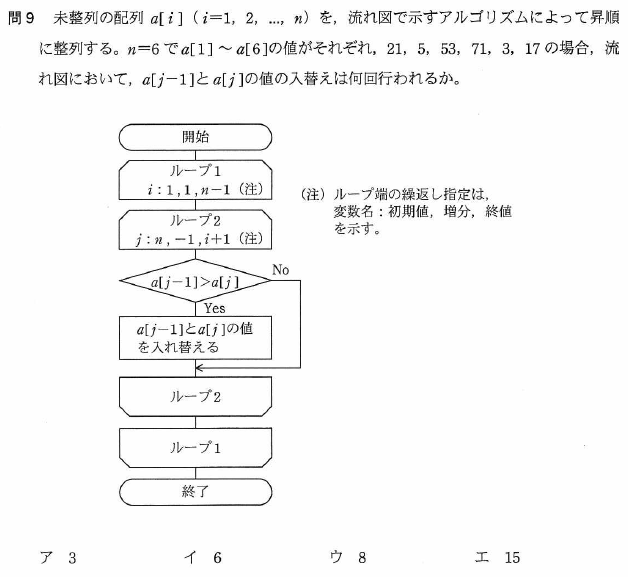 問9 未整列の配列 a[i] (i=1, 2, ..., n) を, 流れ図で示すアルゴリズムによって昇順
に整列する。n=6 で a[1] ～ a[6]の値がそれぞれ, 21, 5, 53, 71, 3, 17 の場合, 流
れ図において, a[j-1]と a[j]の値の入替えは何回行われるか。
開始
ループ1
i:1,1,n-1 (注)
(注) ループ端の繰返し指定は,
変数名:初期値, 増分, 終値
を示す。
ループ2
j:n,-1,i+1 (注)
a[j-1]>a[j]
No
Yes
a[j-1]とa[j]の値
を入れ替える
ループ2
ループ1
終了
ア 3 イ 6 ウ 8 エ 15